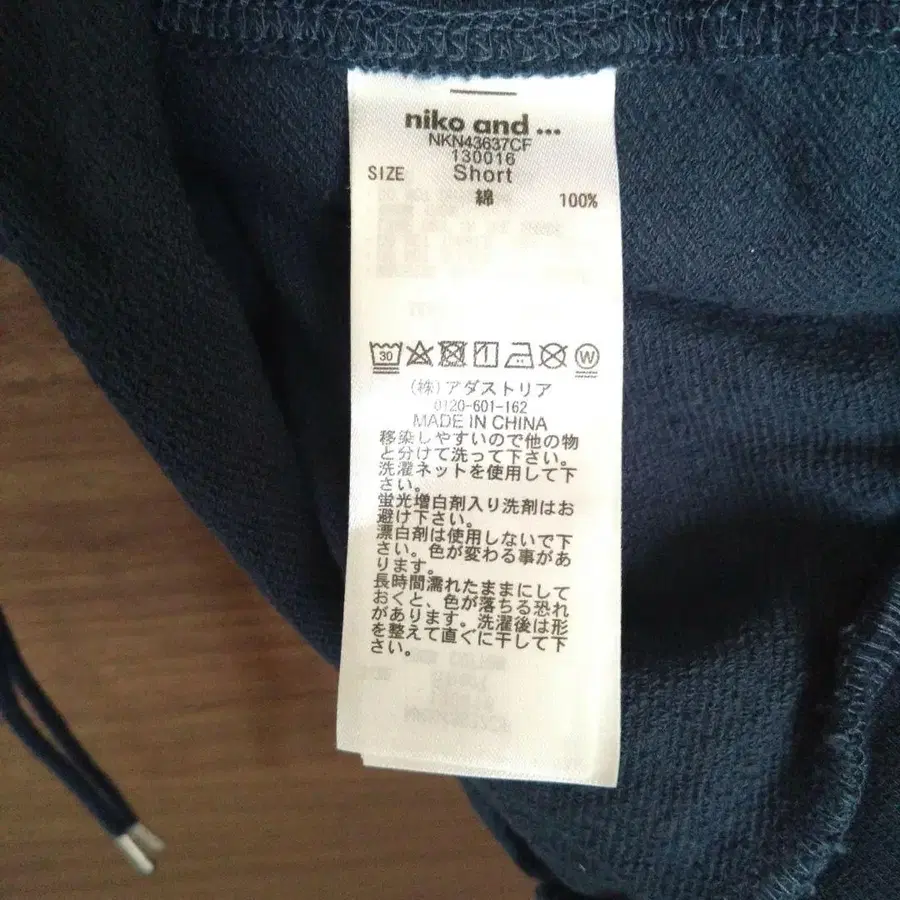 niko and ...
NKN43637CF
130016
SIZE Short
綿 100%
30
W
(株)アダストリア
0120-601-162
MADE IN CHINA
移染しやすいので他の物
と分けて洗って下さい。
洗濯ネットを使用して下
さい。
蛍光増白剤入り洗剤はお
避け下さい。
漂白剤は使用しないで下
さい。色が変わる事があ
ります。
長時間濡れたままにして
おくと、色が落ちる恐れ
があります。洗濯後は形
を整えて直ぐに干して下
さい。